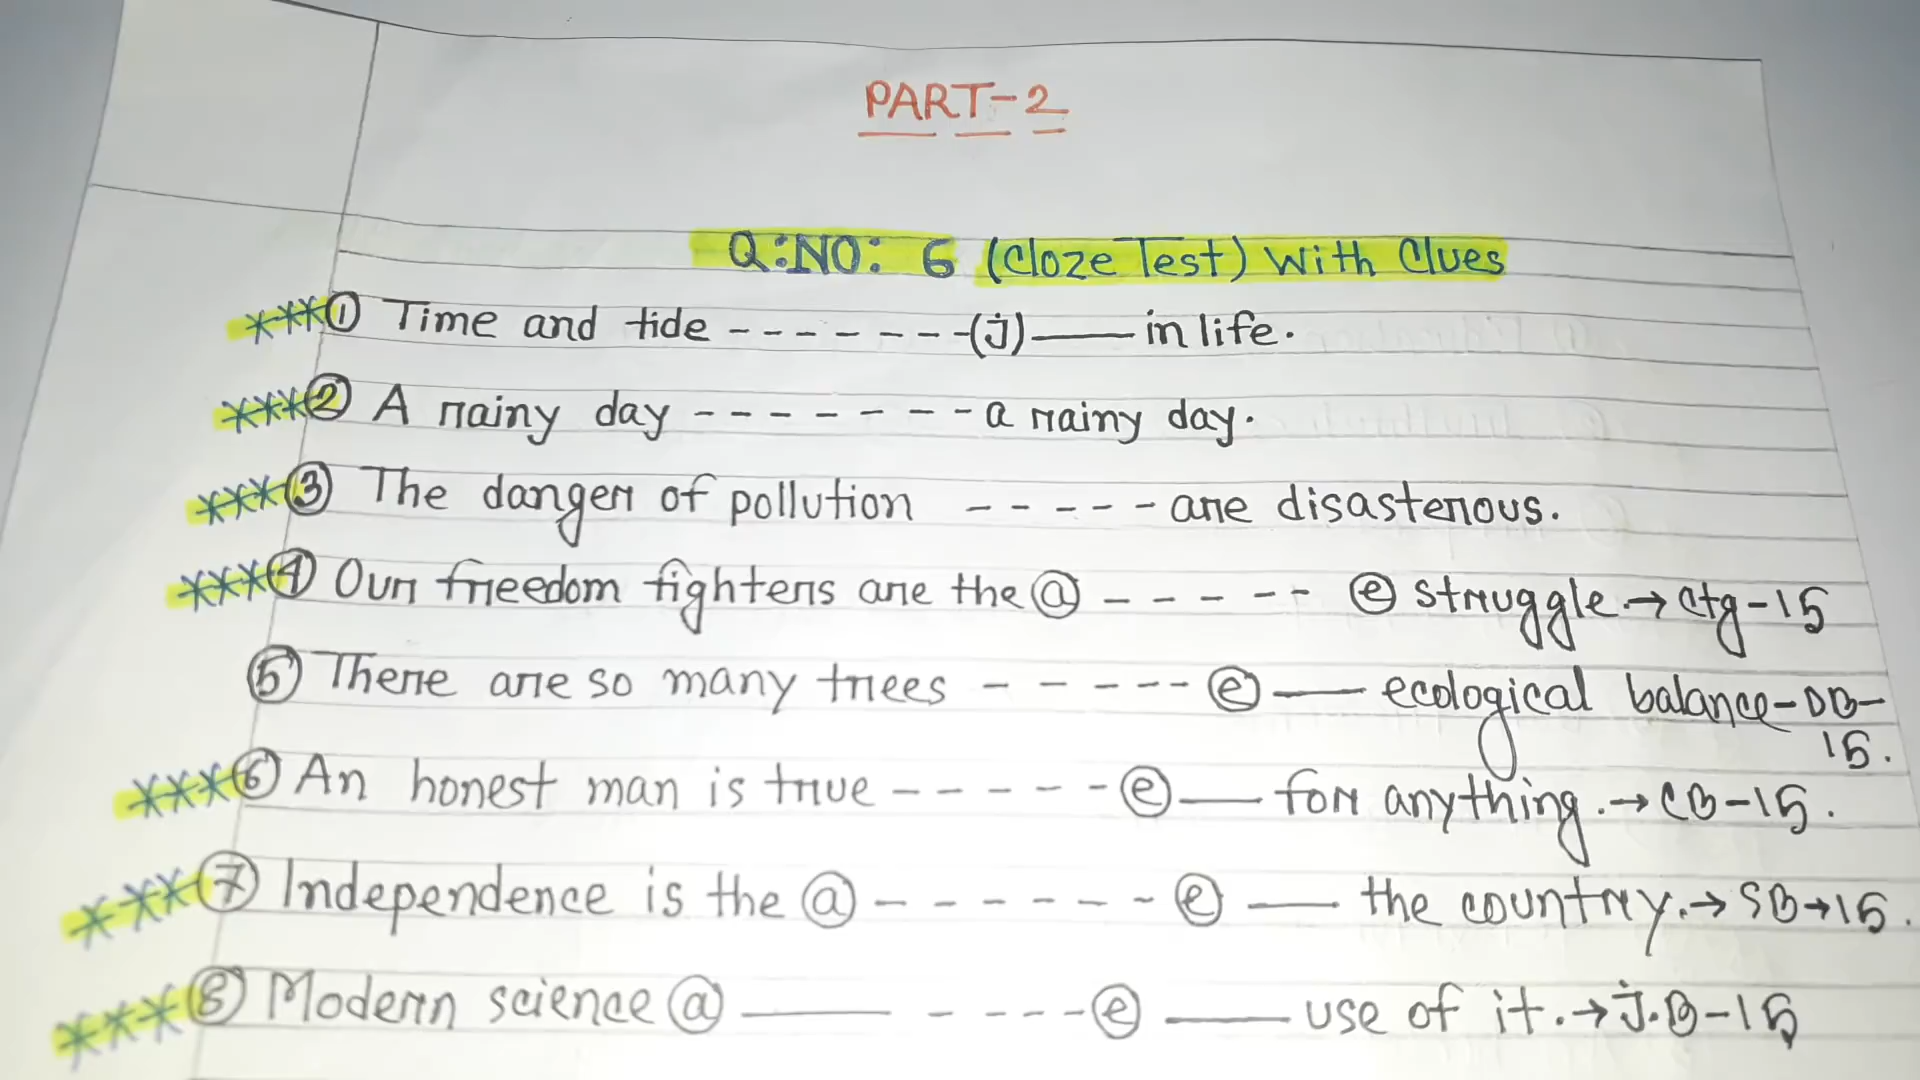 PART-2
Q:NO: 6 (Cloze Test) With Clues
***① Time and tide --------(j)—— in life.
***② A rainy day -------- a rainy day.
***③ The danger of pollution ----- are disasterous.
***④ Our freedom fighters are the ⓐ ----- ⓔ struggle.→ctg-15
⑤ There are so many trees ------ⓔ—— ecological balance-DB-
15.
***⑥ An honest man is true ------ⓔ—— for anything.→CB-15.
***⑦ Independence is the ⓐ -------ⓔ —— the country.→SB→15.
***⑧ Modern science ⓐ —— ----ⓔ —— use of it.→J.B-15